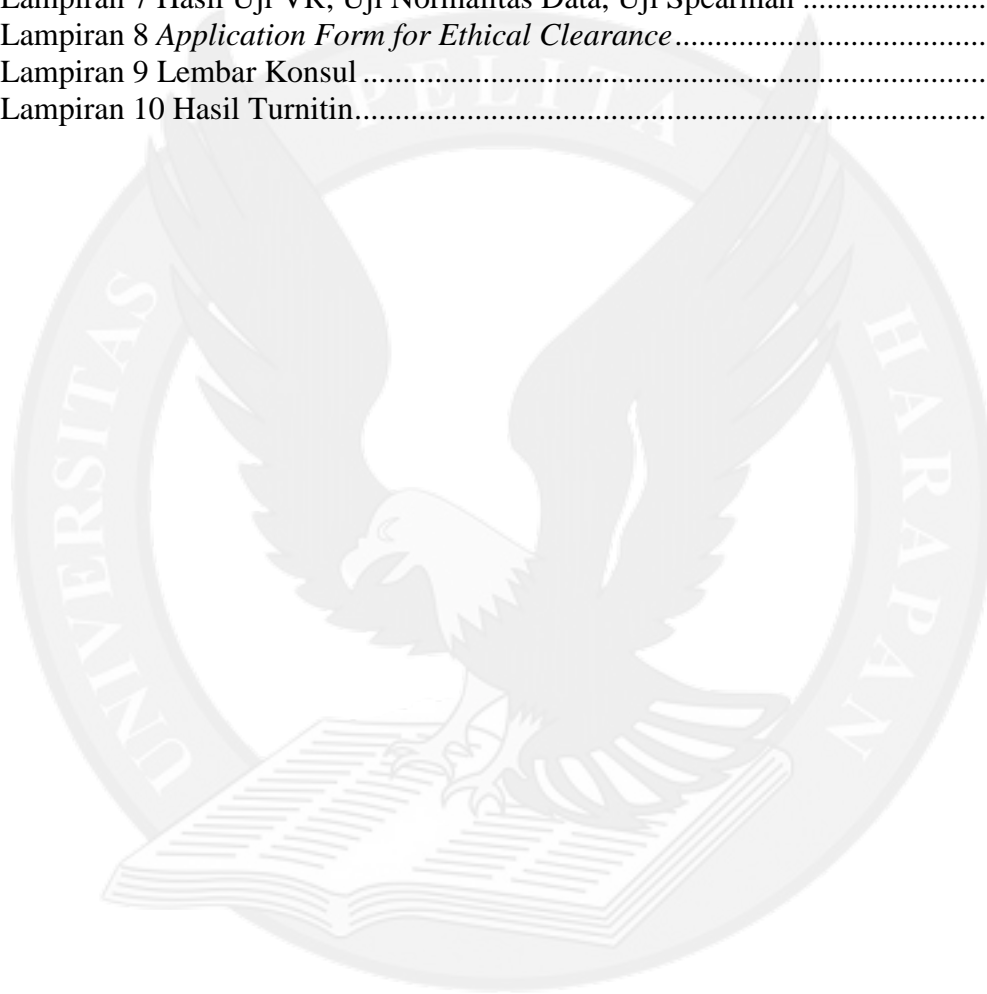 Lampiran 7 Hasil Uji VR, Uji Normalitas Data, Uji Spearman ......................
Lampiran 8 Application Form for Ethical Clearance......................................
Lampiran 9 Lembar Konsul .............................................................................
Lampiran 10 Hasil Turnitin..............................................................................
UNIVERSITAS PELITA HARAPAN